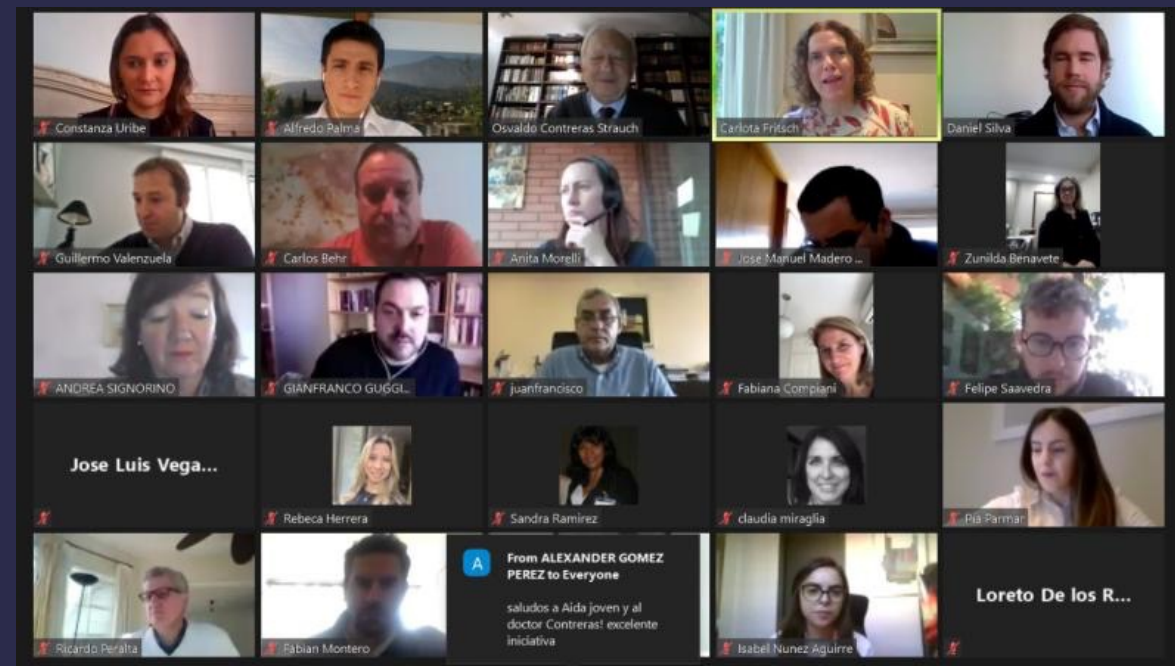 Constanza Uribe
Alfredo Palma
Osvaldo Contreras Strauch
Carlota Fritsch
Daniel Silva
Guillermo Valenzuela
Carlos Behr
Anita Morelli
Jose Manuel Madero ...
Zunilda Benavete
ANDREA SIGNORINO
GIANFRANCO GUGGI...
juanfrancisco
Fabiana Compiani
Felipe Saavedra
Jose Luis Vega...
Rebeca Herrera
Sandra Ramirez
claudia miraglia
Pia Parmar
Ricardo Peralta
Fabian Montero
A
From ALEXANDER GOMEZ
PEREZ to Everyone
saludos a Aida joven y al
doctor Contreras! excelente
iniciativa
Isabel Nunez Aguirre
Loreto De los R...